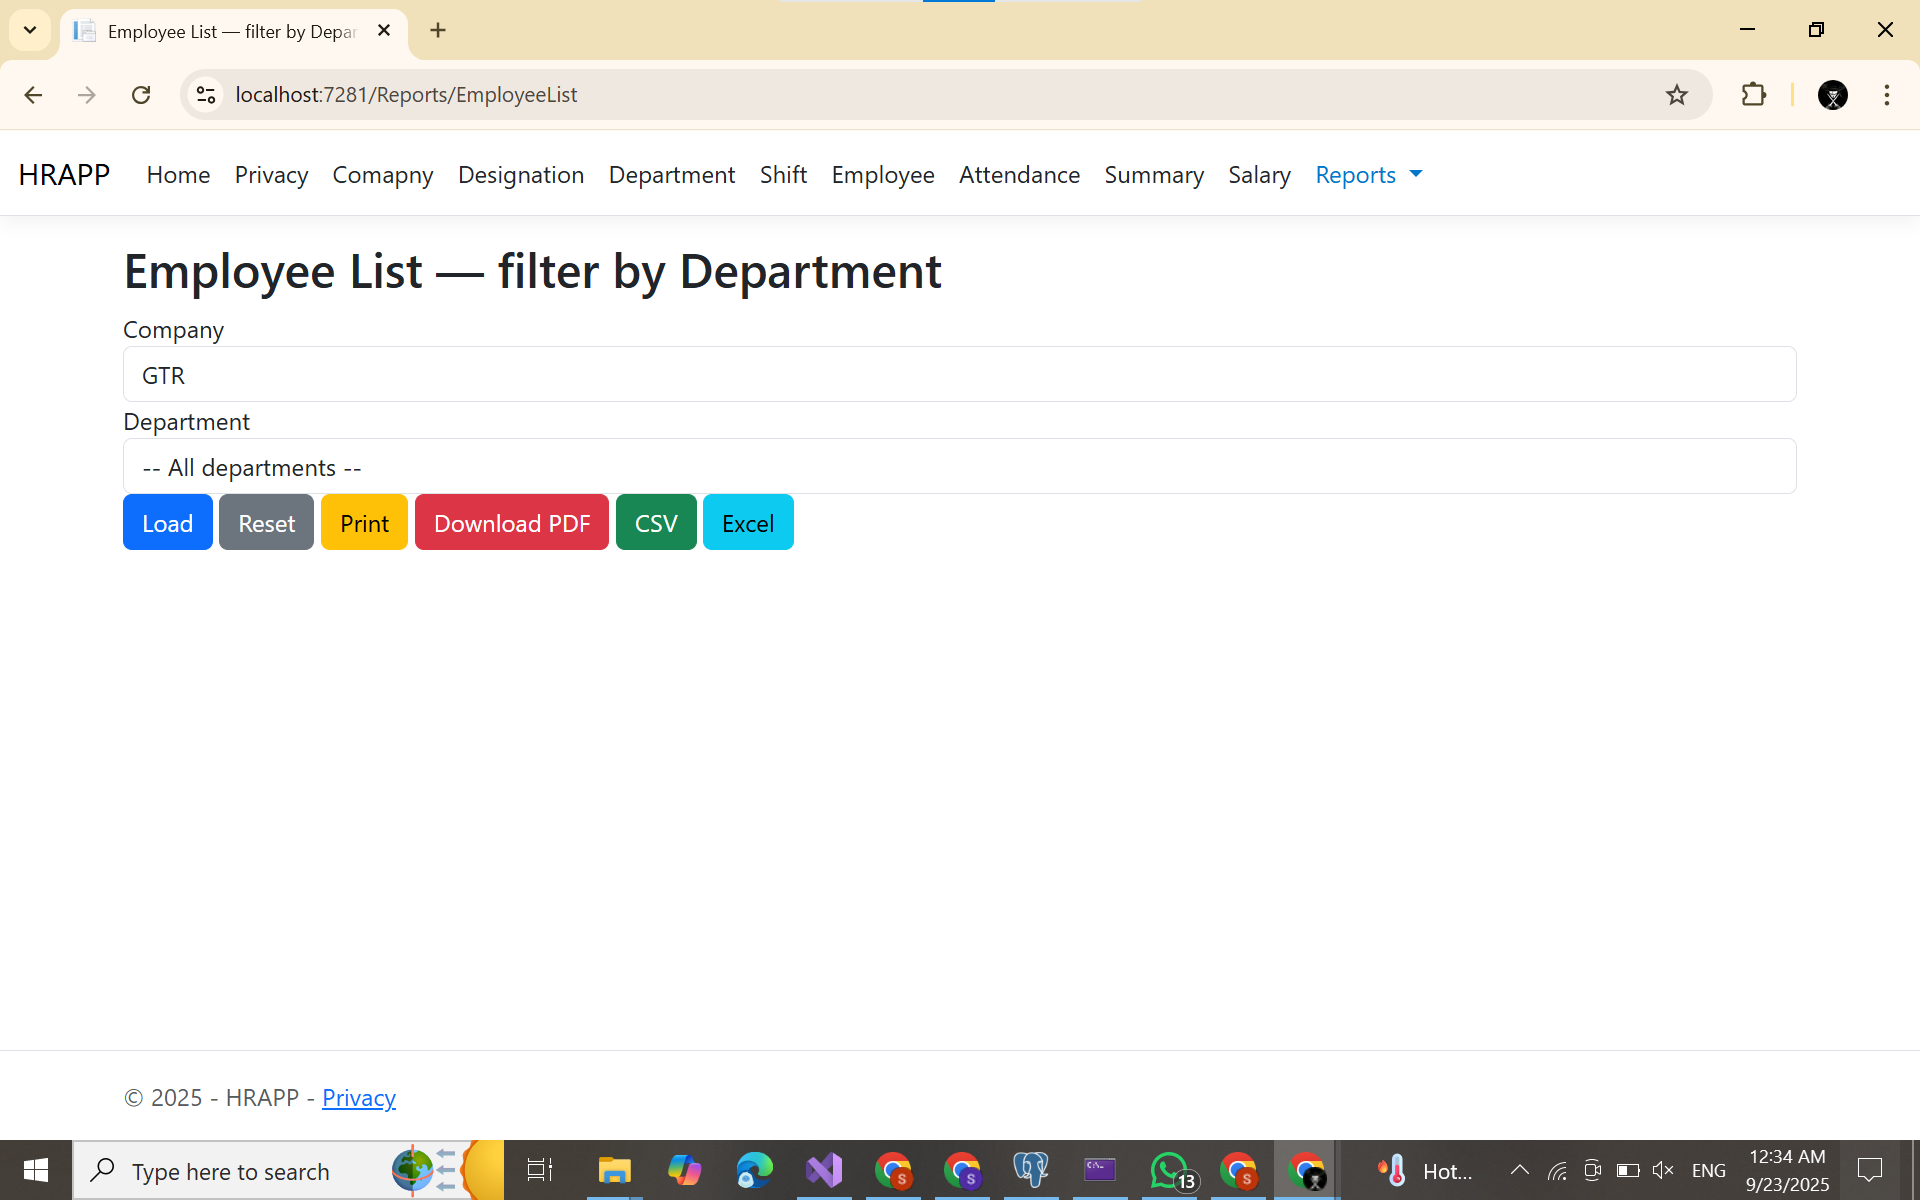 Employee List — filter by Depar
localhost:7281/Reports/EmployeeList
HRAPP Home Privacy Comapny Designation Department Shift Employee Attendance Summary Salary Reports
Employee List — filter by Department
Company
GTR
Department
-- All departments --
Load Reset Print Download PDF CSV Excel
© 2025 - HRAPP - Privacy
Type here to search
S
S
C:\_
13
S
Hot...
ENG
12:34 AM
9/23/2025